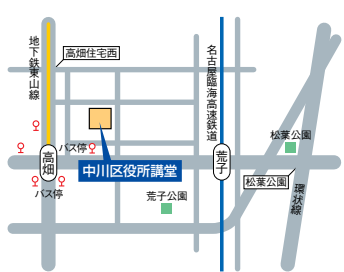 地下鉄東山線
高畑住宅西
名古屋臨海高速鉄道
バス停
高畑
中川区役所講堂
荒子
松葉公園
松葉公園
バス停
荒子公園
環状線